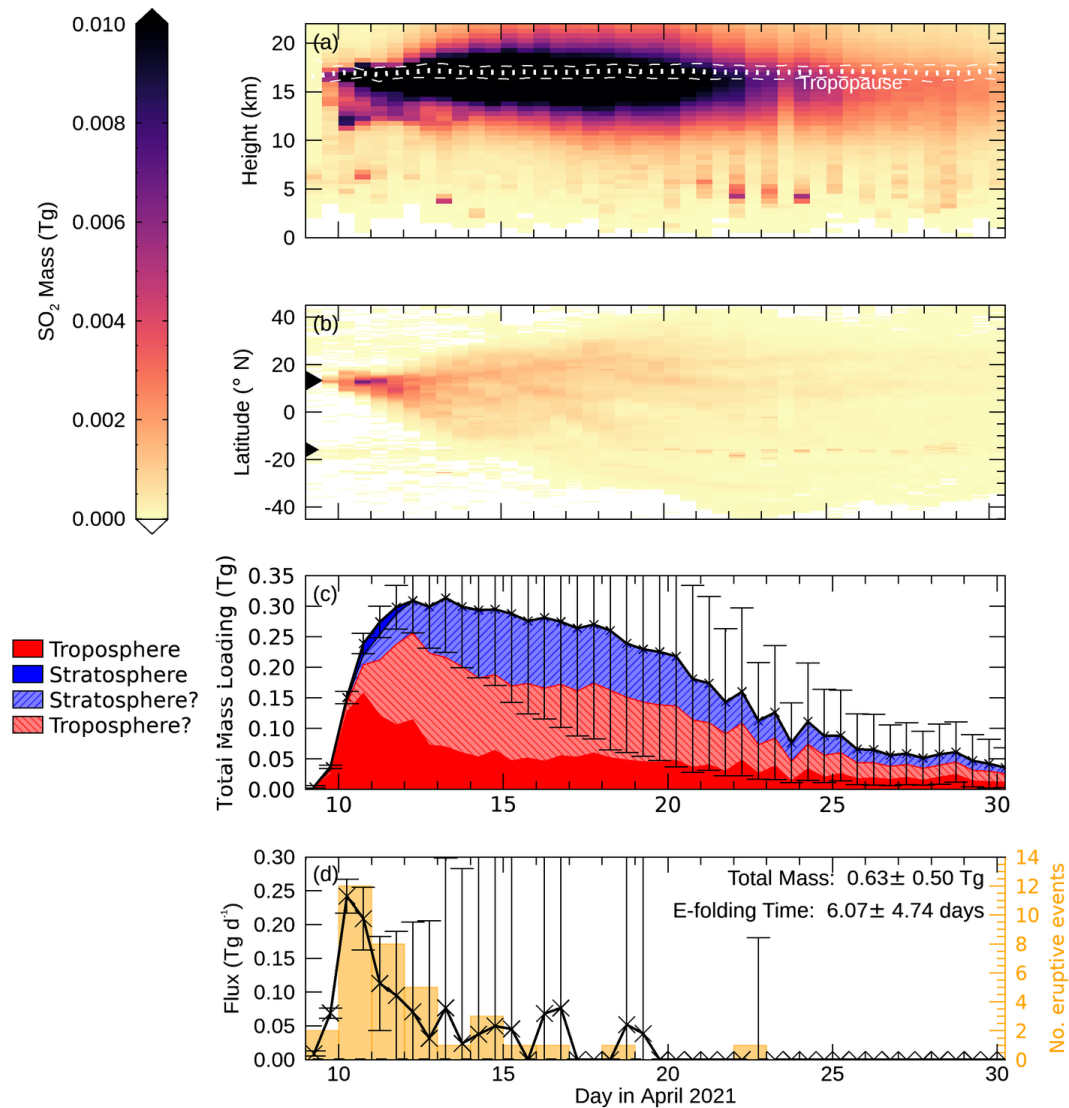 0.010
0.008
0.006
0.004
0.002
0.000
SO2 Mass (Tg)
(a)
20
15
10
5
0
Height (km)
Tropopause
(b)
40
20
0
-20
-40
Latitude (° N)
(c)
0.35
0.30
0.25
0.20
0.15
0.10
0.05
0.00
Total Mass Loading (Tg)
10 15 20 25 30
Troposphere
Stratosphere
Stratosphere?
Troposphere?
(d)
0.30
0.25
0.20
0.15
0.10
0.05
0.00
Flux (Tg d-1)
Total Mass: 0.63± 0.50 Tg
E-folding Time: 6.07± 4.74 days
14
12
10
8
6
4
2
0
No. eruptive events
10 15 20 25 30
Day in April 2021